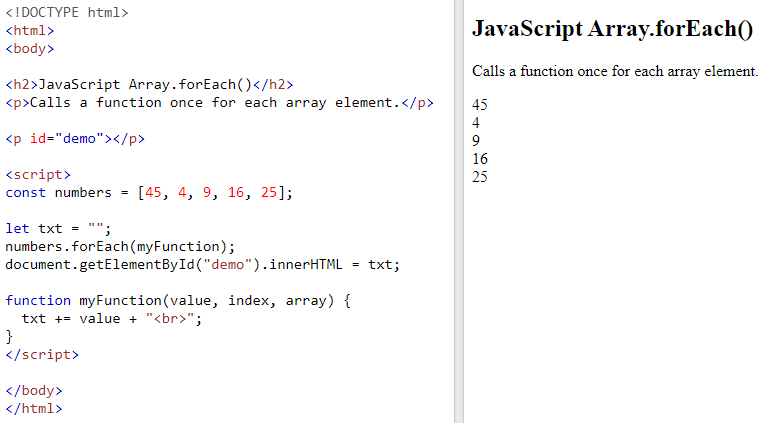 <!DOCTYPE html>
<html>
<body>

<h2>JavaScript Array.forEach()</h2>
<p>Calls a function once for each array element.</p>

<p id="demo"></p>

<script>
const numbers = [45, 4, 9, 16, 25];

let txt = "";
numbers.forEach(myFunction);
document.getElementById("demo").innerHTML = txt;

function myFunction(value, index, array) {
  txt += value + "<br>";
}
</script>

</body>
</html>

JavaScript Array.forEach()
Calls a function once for each array element.
45
4
9
16
25